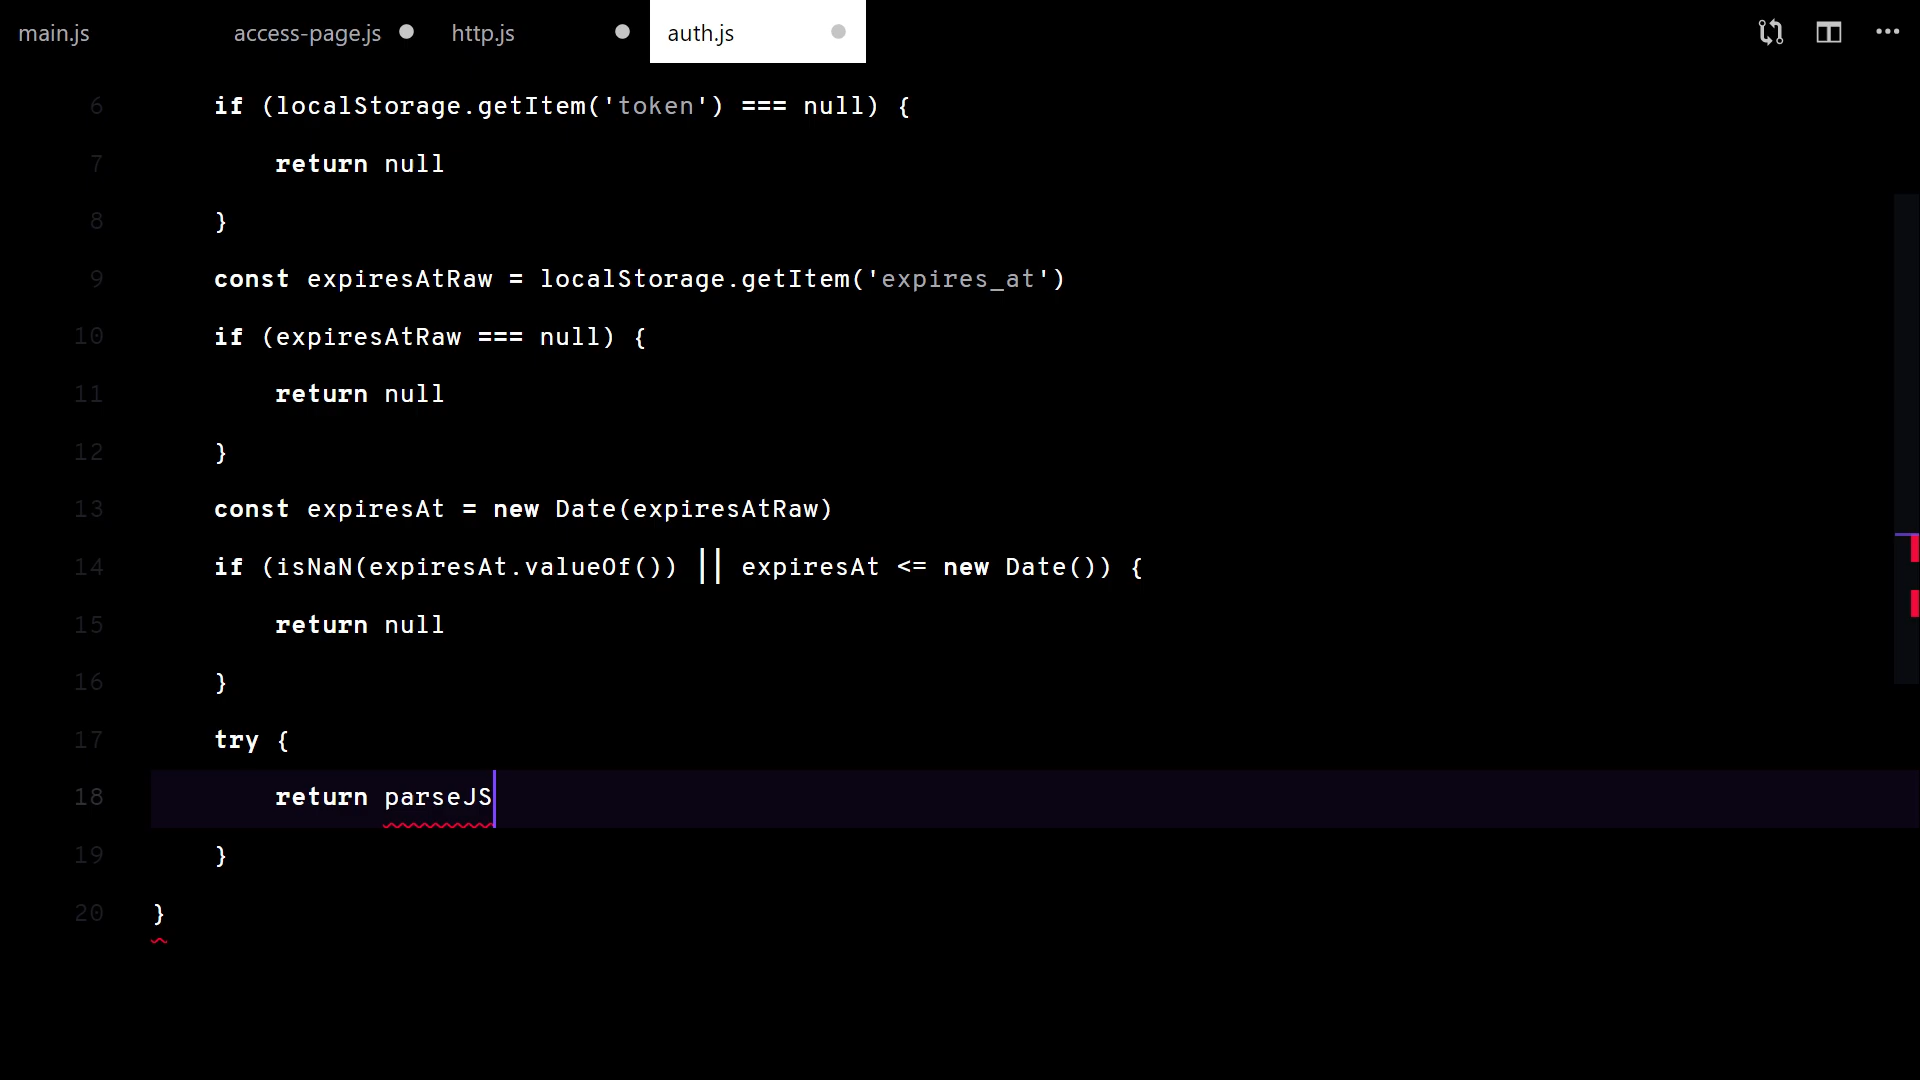 main.js access-page.js http.js auth.js
6 if (localStorage.getItem('token') === null) {
7 return null
8 }
9 const expiresAtRaw = localStorage.getItem('expires_at')
10 if (expiresAtRaw === null) {
11 return null
12 }
13 const expiresAt = new Date(expiresAtRaw)
14 if (isNaN(expiresAt.valueOf()) || expiresAt <= new Date()) {
15 return null
16 }
17 try {
18 return parseJS
19 }
20 }